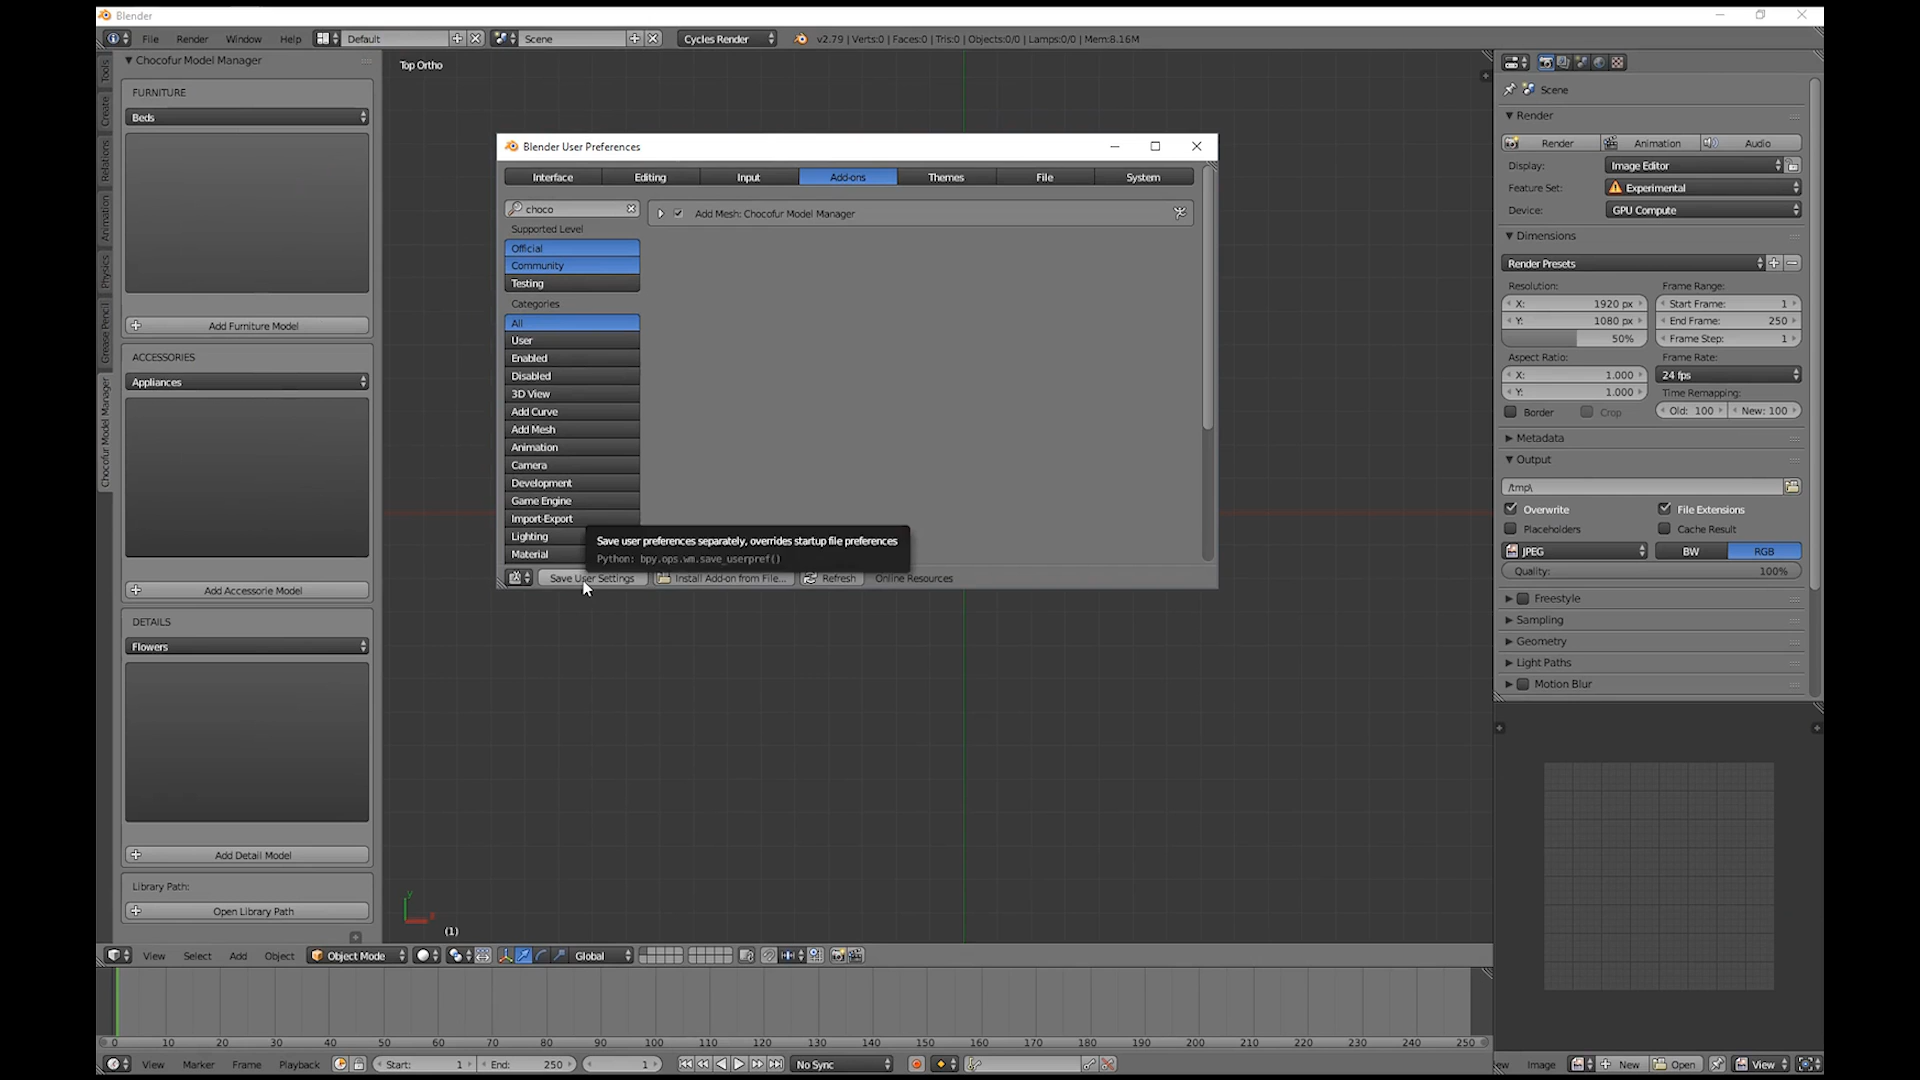 Blender
File Render Window Help Default Scene Cycles Render v2.79 | Verts:0 | Faces:0 | Tris:0 | Objects:0/0 | Lamps:0/0 | Mem:8.16M
Tools
Create
Relations
Animation
Physics
Grease Pencil
Chocofur Model Manager
Chocofur Model Manager
FURNITURE
Beds
Add Furniture Model
ACCESSORIES
Appliances
Add Accessorie Model
DETAILS
Flowers
Add Detail Model
Library Path:
Open Library Path
Top Ortho
Blender User Preferences
Interface Editing Input Add-ons Themes File System
choco
Add Mesh: Chocofur Model Manager
Supported Level
Official
Community
Testing
Categories
All
User
Enabled
Disabled
3D View
Add Curve
Add Mesh
Animation
Camera
Development
Game Engine
Import-Export
Lighting
Material
Save user preferences separately, overrides startup file preferences
Python: bpy.ops.wm.save_userpref()
Save User Settings Install Add-on from File... Refresh Online Resources
y
(1)
Scene
Render
Render Animation Audio
Display: Image Editor
Feature Set: Experimental
Device: GPU Compute
Dimensions
Render Presets
Resolution: Frame Range:
X: 1920 px Start Frame: 1
Y: 1080 px End Frame: 250
50% Frame Step: 1
Aspect Ratio: Frame Rate:
X: 1.000 24 fps
Y: 1.000 Time Remapping:
Border Crop Old: 100 New: 100
Metadata
Output
/tmp\
Overwrite File Extensions
Placeholders Cache Result
JPEG BW RGB
Quality: 100%
Freestyle
Sampling
Geometry
Light Paths
Motion Blur
View Select Add Object Object Mode Global
0 10 20 30 40 50 60 70 80 90 100 110 120 130 140 150 160 170 180 190 200 210 220 230 240 250
View Marker Frame Playback Start: 1 End: 250 1 No Sync
ew Image New Open View